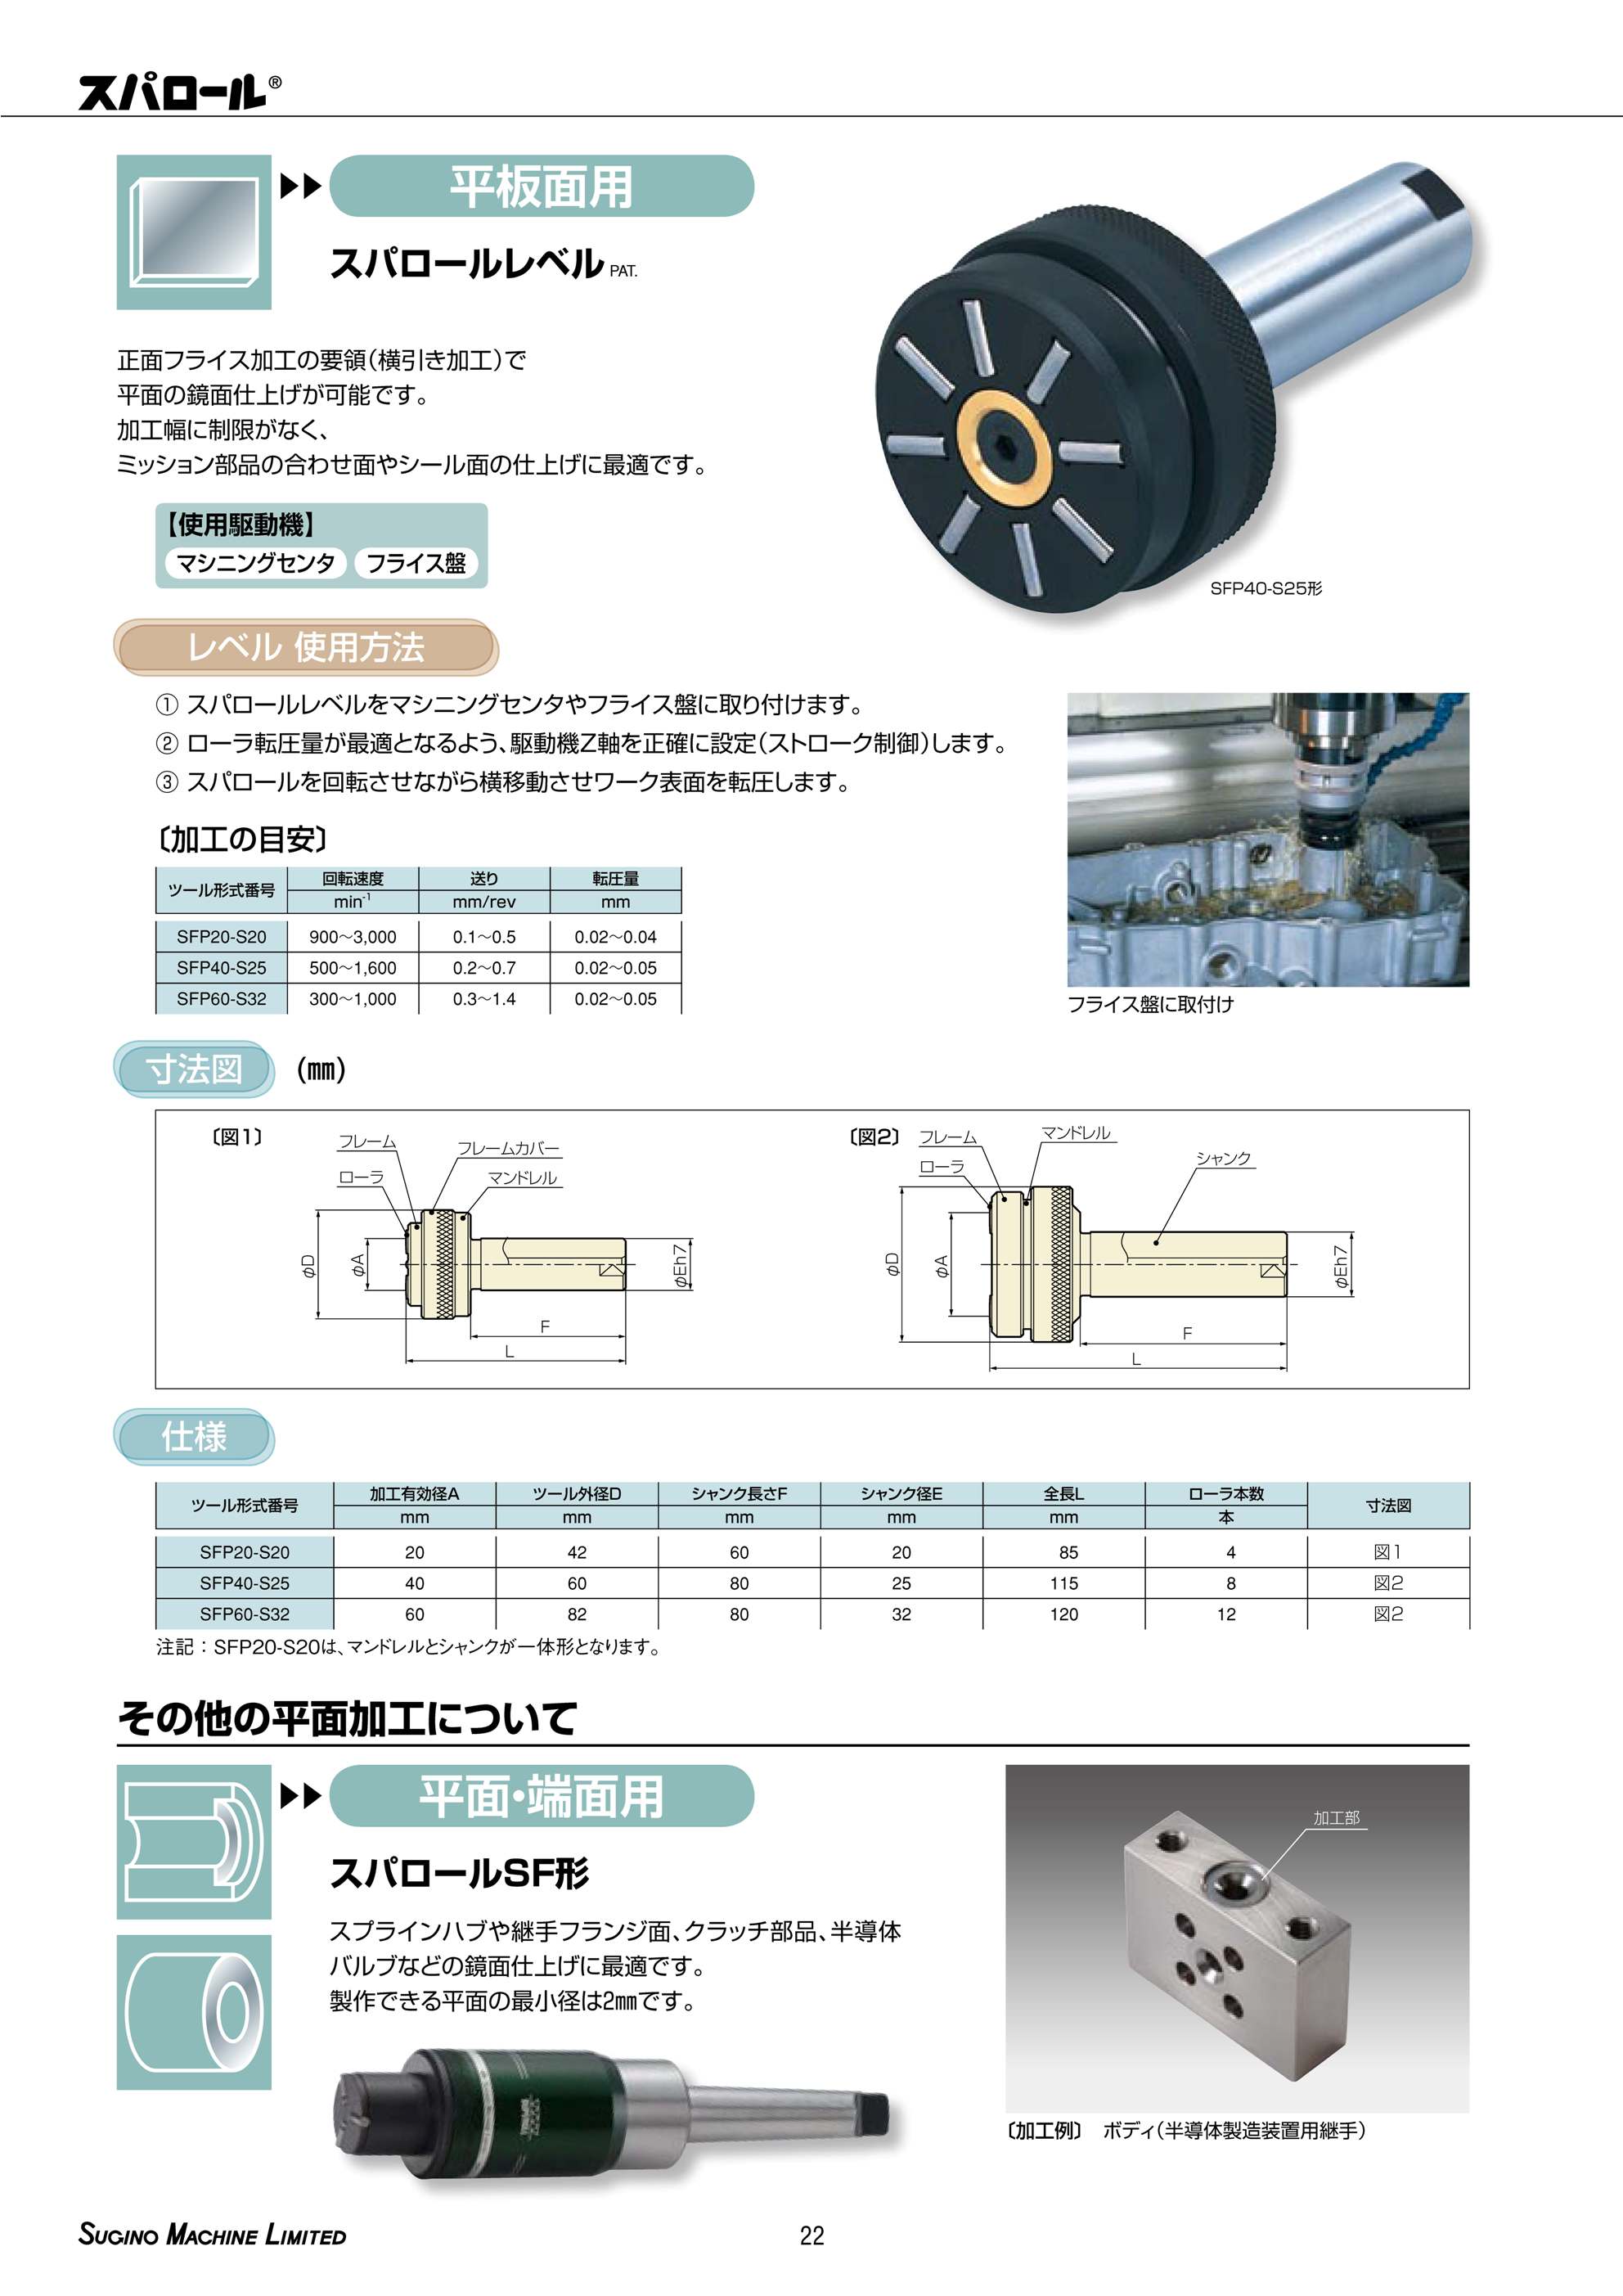 スパロール®
平板面用
スパロールレベル PAT.
正面フライス加工の要領(横引き加工)で
平面の鏡面仕上げが可能です。
加工幅に制限がなく、
ミッション部品の合わせ面やシール面の仕上げに最適です。
【使用駆動機】
マシニングセンタ フライス盤
SFP40-S25形
レベル 使用方法
① スパロールレベルをマシニングセンタやフライス盤に取り付けます。
② ローラ転圧量が最適となるよう、駆動機Z軸を正確に設定(ストローク制御)します。
③ スパロールを回転させながら横移動させワーク表面を転圧します。
フライス盤に取付け
〔加工の目安〕
ツール形式番号 回転速度 送り 転圧量
min⁻¹ mm/rev mm
SFP20-S20 900〜3,000 0.1〜0.5 0.02〜0.04
SFP40-S25 500〜1,600 0.2〜0.7 0.02〜0.05
SFP60-S32 300〜1,000 0.3〜1.4 0.02〜0.05
寸法図 (㎜)
〔図1〕
フレーム
フレームカバー
ローラ
マンドレル
φD
φA
φEh7
F
L
〔図2〕
フレーム
マンドレル
ローラ
シャンク
φD
φA
φEh7
F
L
仕様
ツール形式番号 加工有効径A ツール外径D シャンク長さF シャンク径E 全長L ローラ本数 寸法図
mm mm mm mm mm 本
SFP20-S20 20 42 60 20 85 4 図1
SFP40-S25 40 60 80 25 115 8 図2
SFP60-S32 60 82 80 32 120 12 図2
注記：SFP20-S20は、マンドレルとシャンクが一体形となります。
その他の平面加工について
平面・端面用
スパロールSF形
スプラインハブや継手フランジ面、クラッチ部品、半導体
バルブなどの鏡面仕上げに最適です。
製作できる平面の最小径は2㎜です。
加工部
〔加工例〕 ボディ(半導体製造装置用継手)
SUGINO MACHINE LIMITED
22